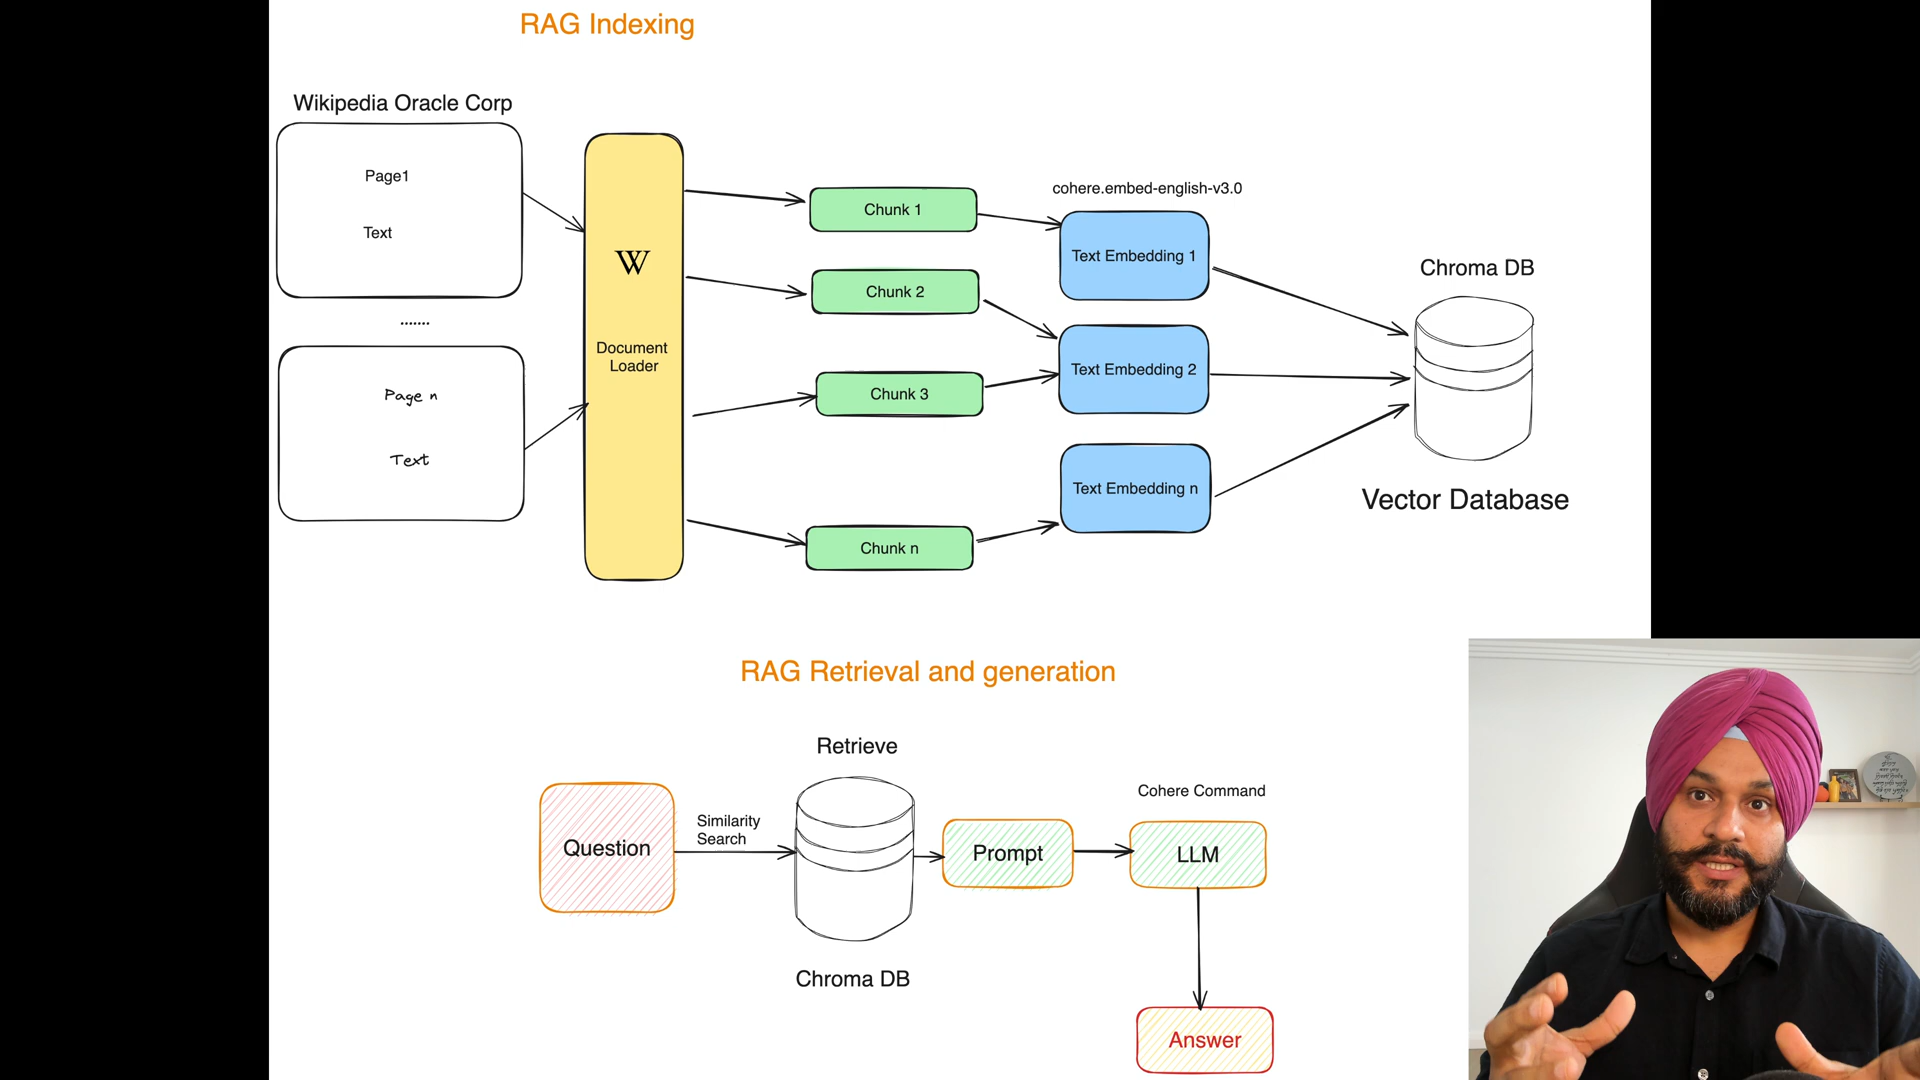 RAG Indexing
Wikipedia Oracle Corp
Page1
Text
.......
Page n
Text
W
Document
Loader
Chunk 1
Chunk 2
Chunk 3
Chunk n
cohere.embed-english-v3.0
Text Embedding 1
Text Embedding 2
Text Embedding n
Chroma DB
Vector Database
RAG Retrieval and generation
Question
Similarity
Search
Retrieve
Chroma DB
Prompt
Cohere Command
LLM
Answer